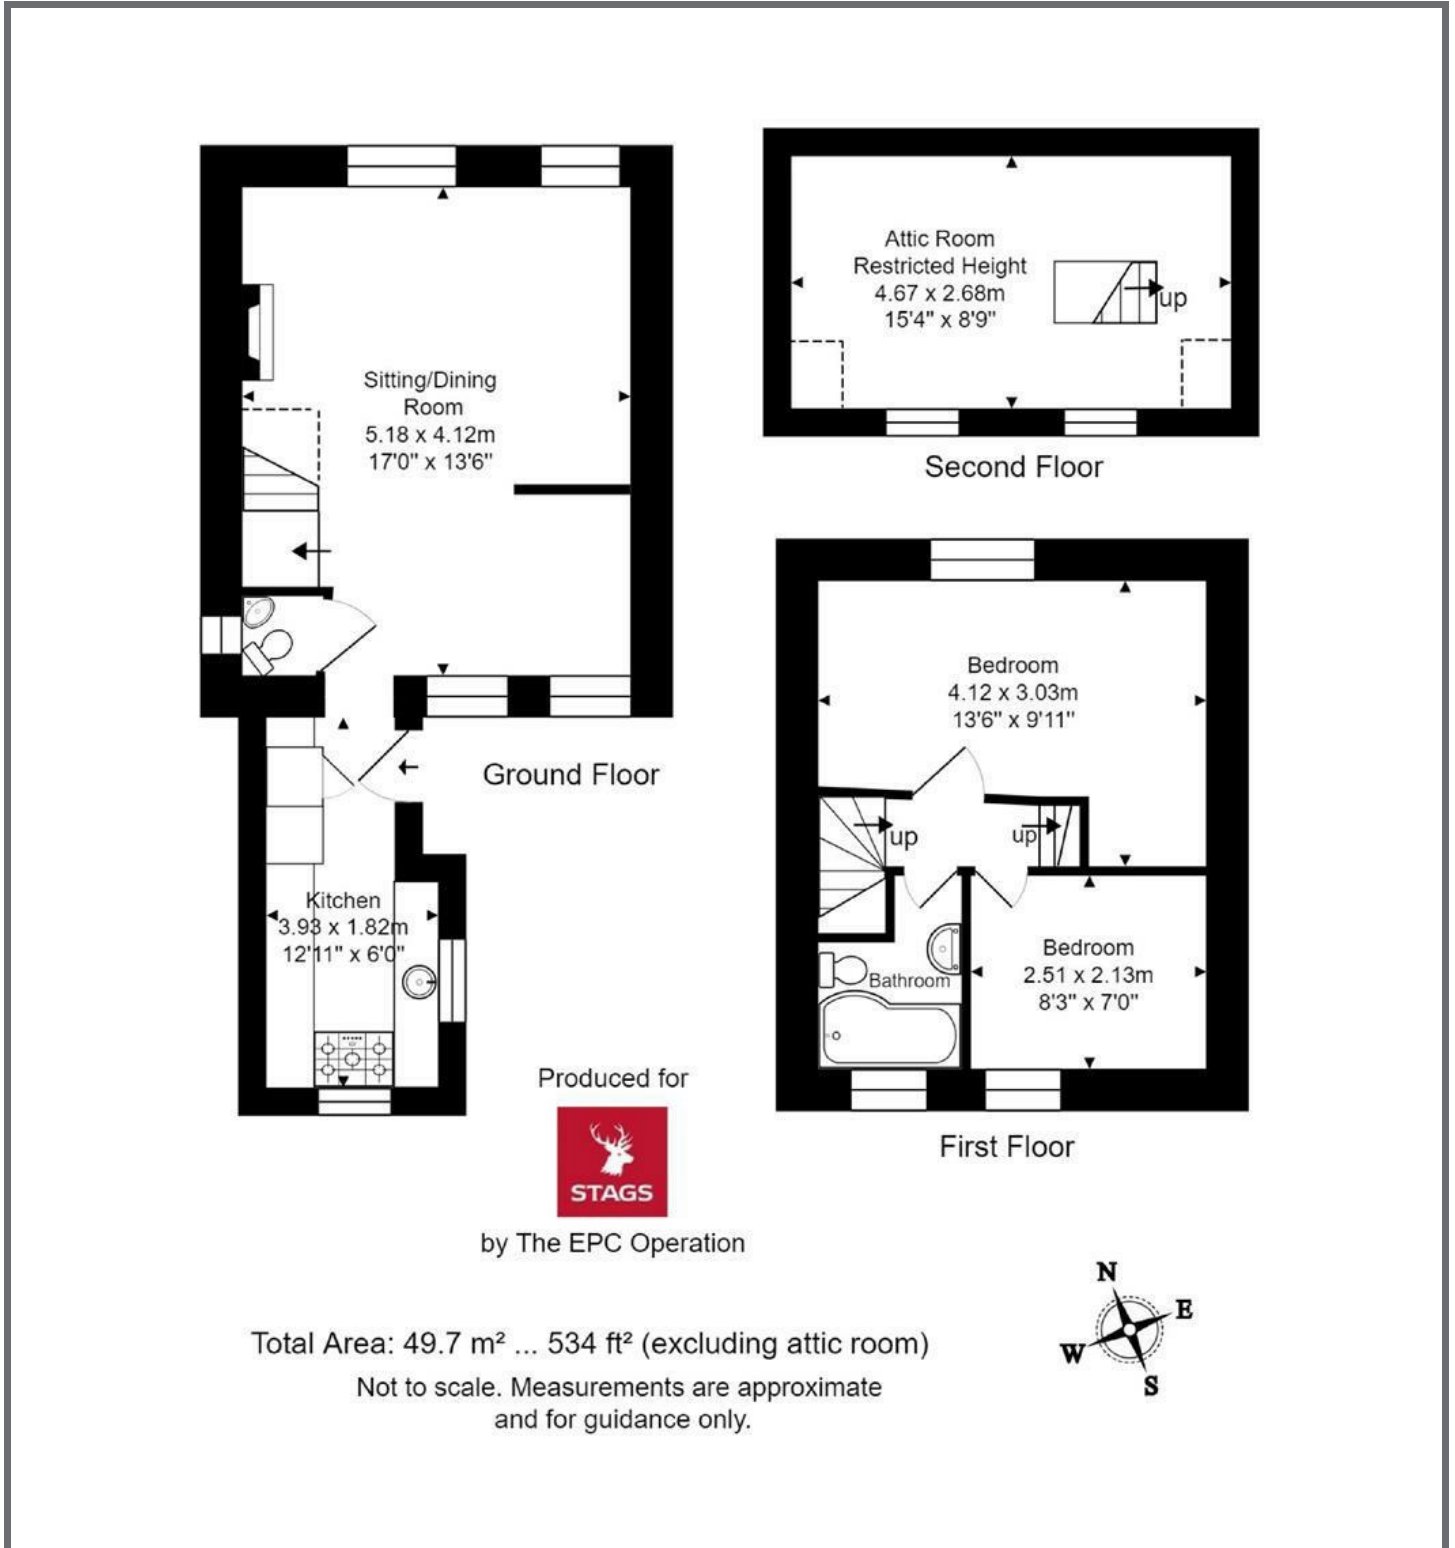 Sitting/Dining
Room
5.18 x 4.12m
17'0" x 13'6"
Attic Room
Restricted Height
4.67 x 2.68m
15'4" x 8'9"
up
Second Floor
Ground Floor
Kitchen
3.93 x 1.82m
12'11" x 6'0"
Bedroom
4.12 x 3.03m
13'6" x 9'11"
up
up
Bathroom
Bedroom
2.51 x 2.13m
8'3" x 7'0"
First Floor
Produced for
STAGS
by The EPC Operation
N
E
W
S
Total Area: 49.7 m² ... 534 ft² (excluding attic room)
Not to scale. Measurements are approximate
and for guidance only.